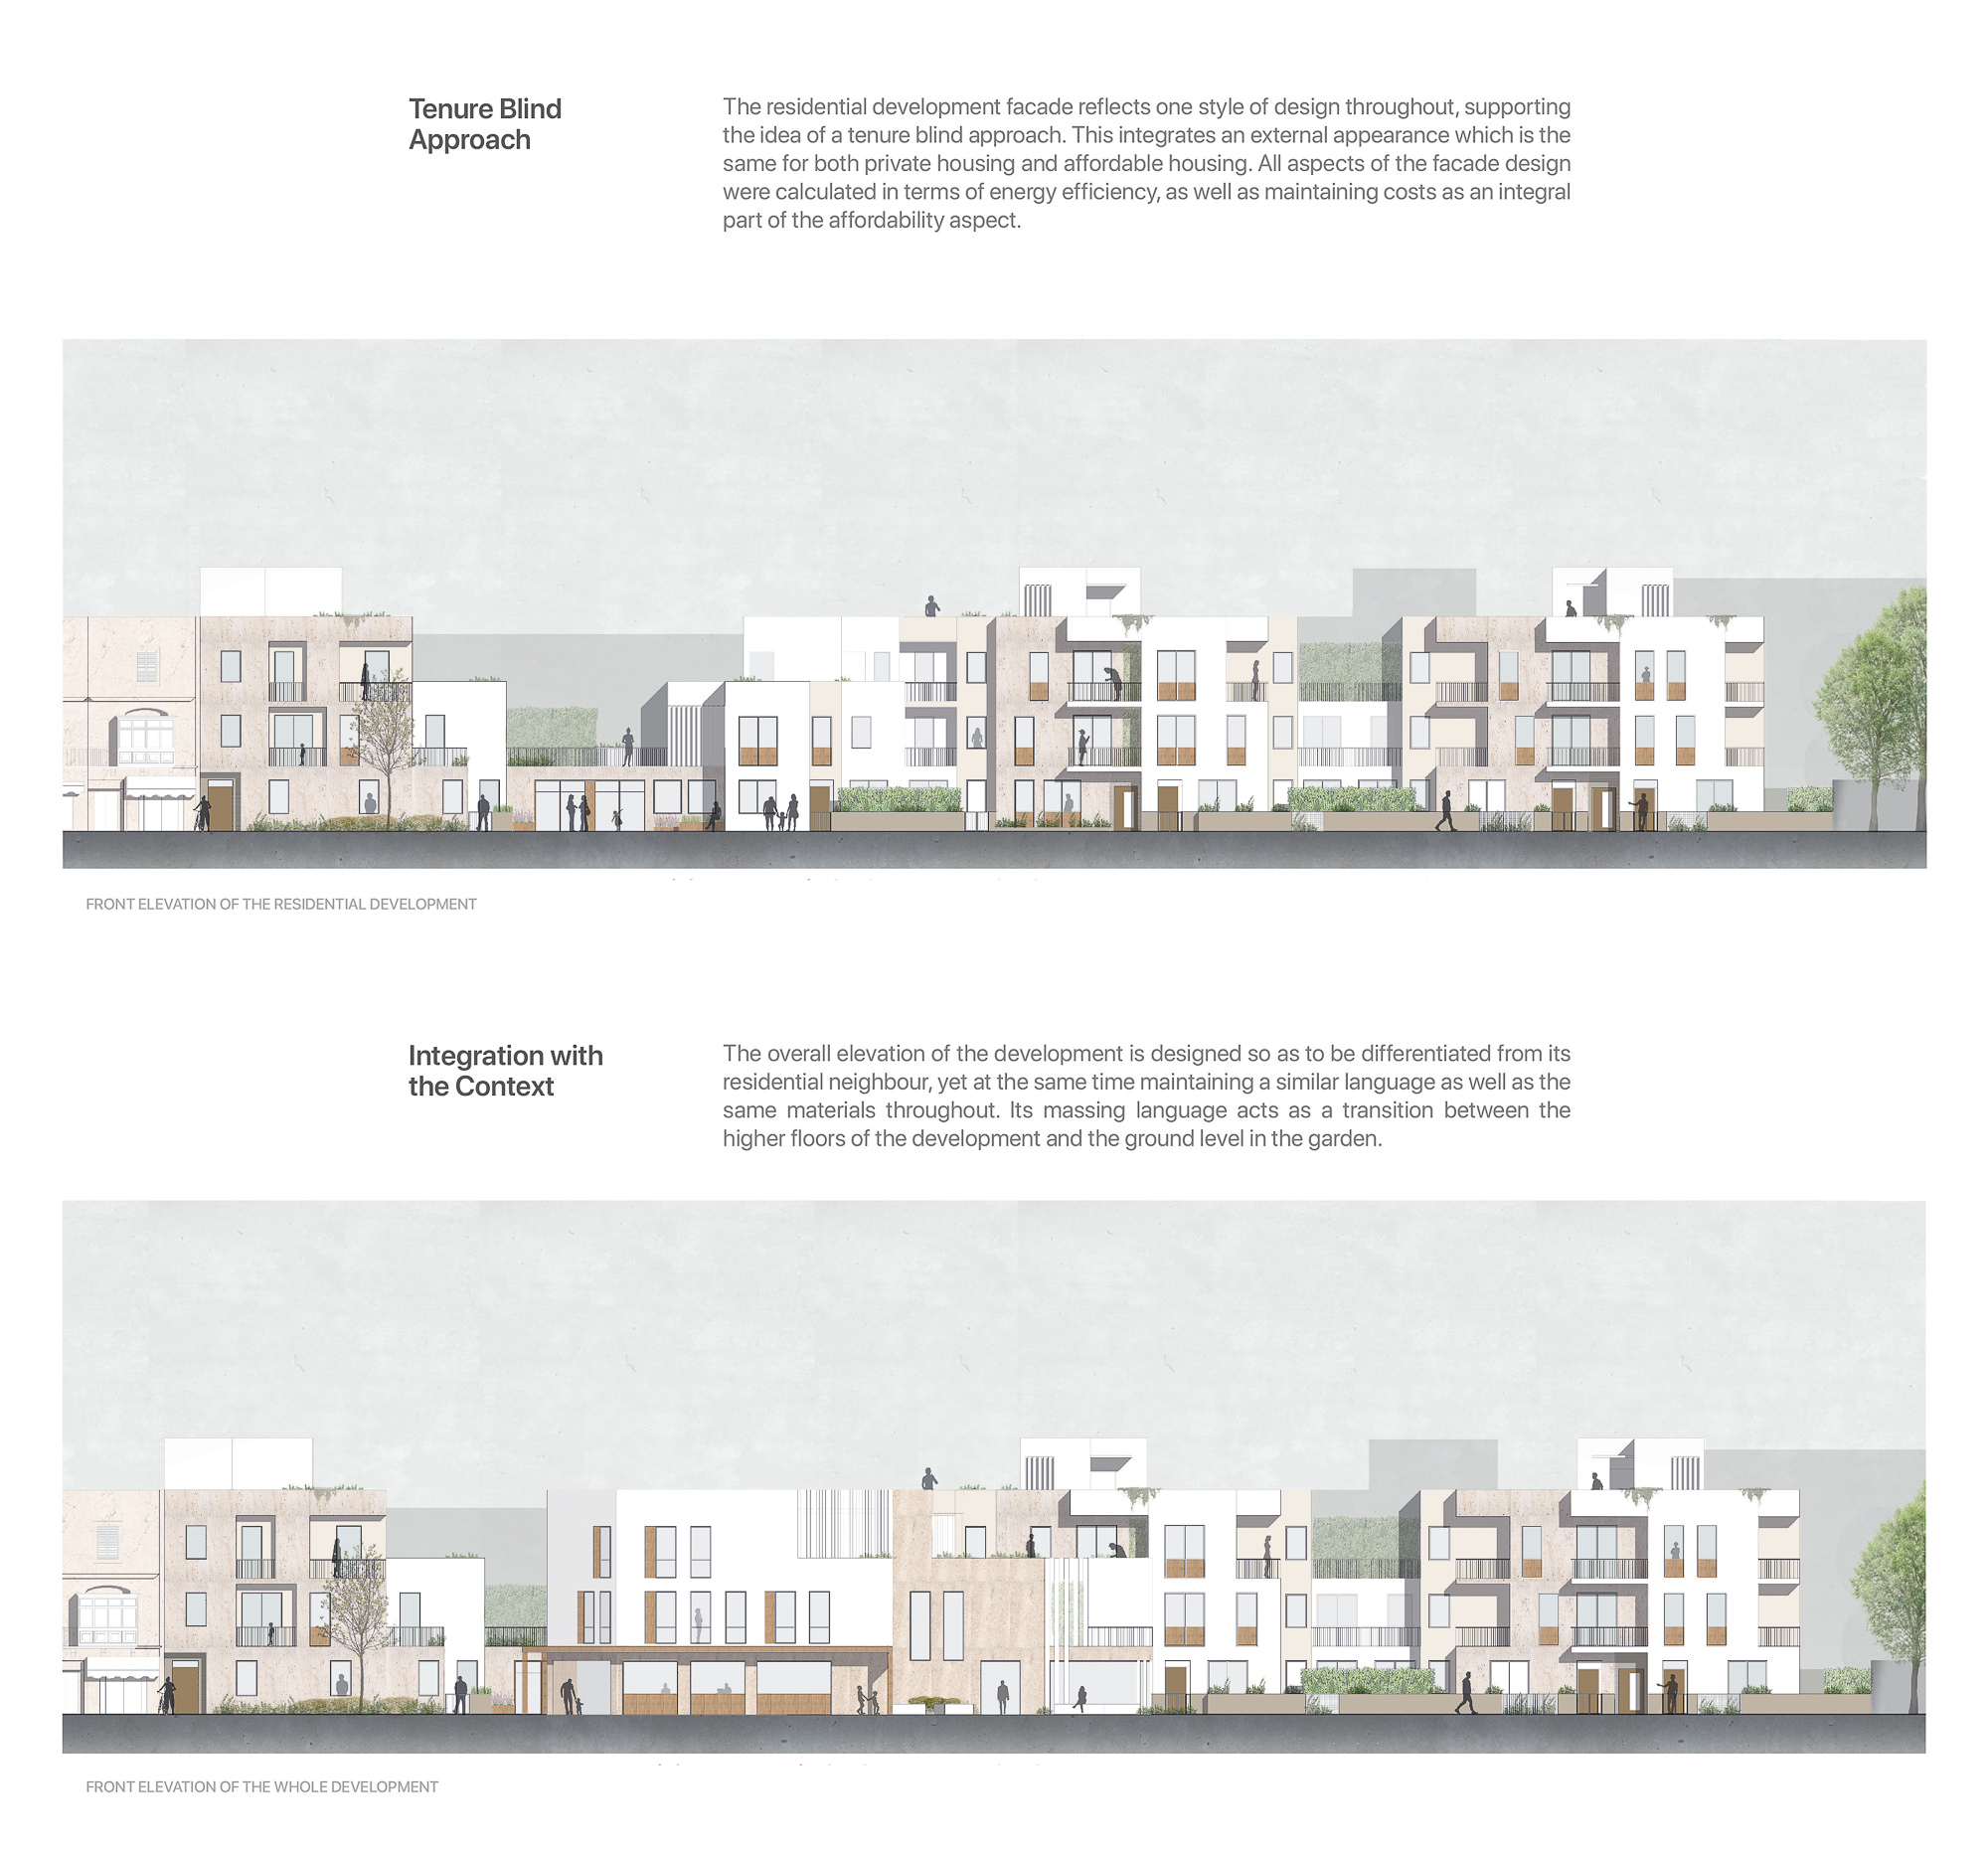 Tenure Blind
Approach
The residential development facade reflects one style of design throughout, supporting
the idea of a tenure blind approach. This integrates an external appearance which is the
same for both private housing and affordable housing. All aspects of the facade design
were calculated in terms of energy efficiency, as well as maintaining costs as an integral
part of the affordability aspect.
FRONT ELEVATION OF THE RESIDENTIAL DEVELOPMENT
Integration with
the Context
The overall elevation of the development is designed so as to be differentiated from its
residential neighbour, yet at the same time maintaining a similar language as well as the
same materials throughout. Its massing language acts as a transition between the
higher floors of the development and the ground level in the garden.
FRONT ELEVATION OF THE WHOLE DEVELOPMENT